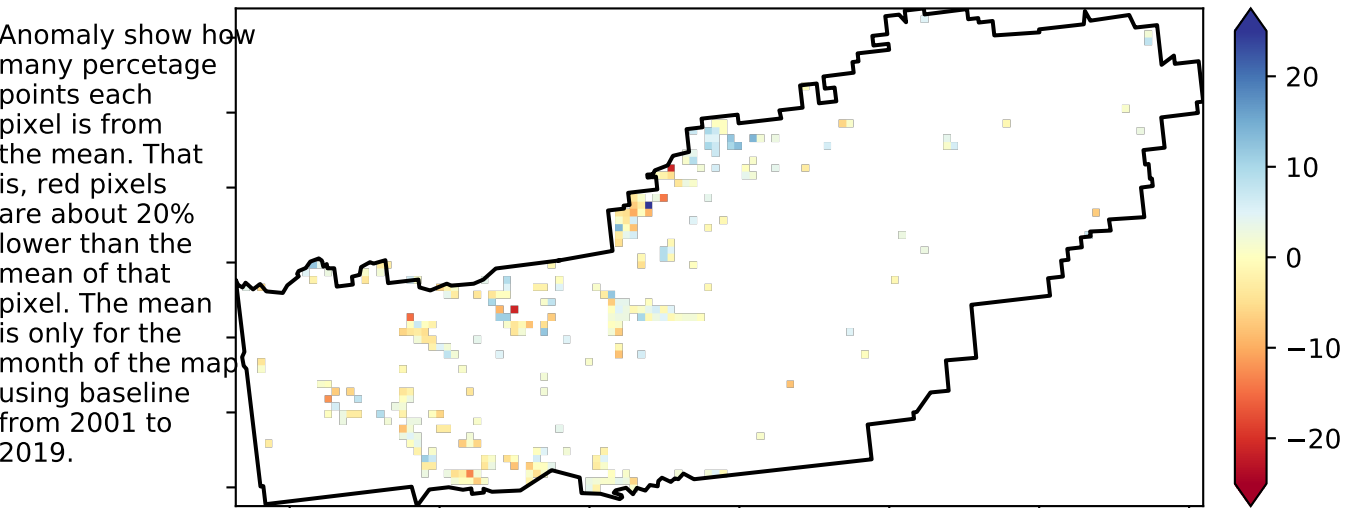 Anomaly show how
many percetage
points each
pixel is from
the mean. That
is, red pixels
are about 20%
lower than the
mean of that
pixel. The mean
is only for the
month of the map
using baseline
from 2001 to
2019.
20
10
0
−10
−20